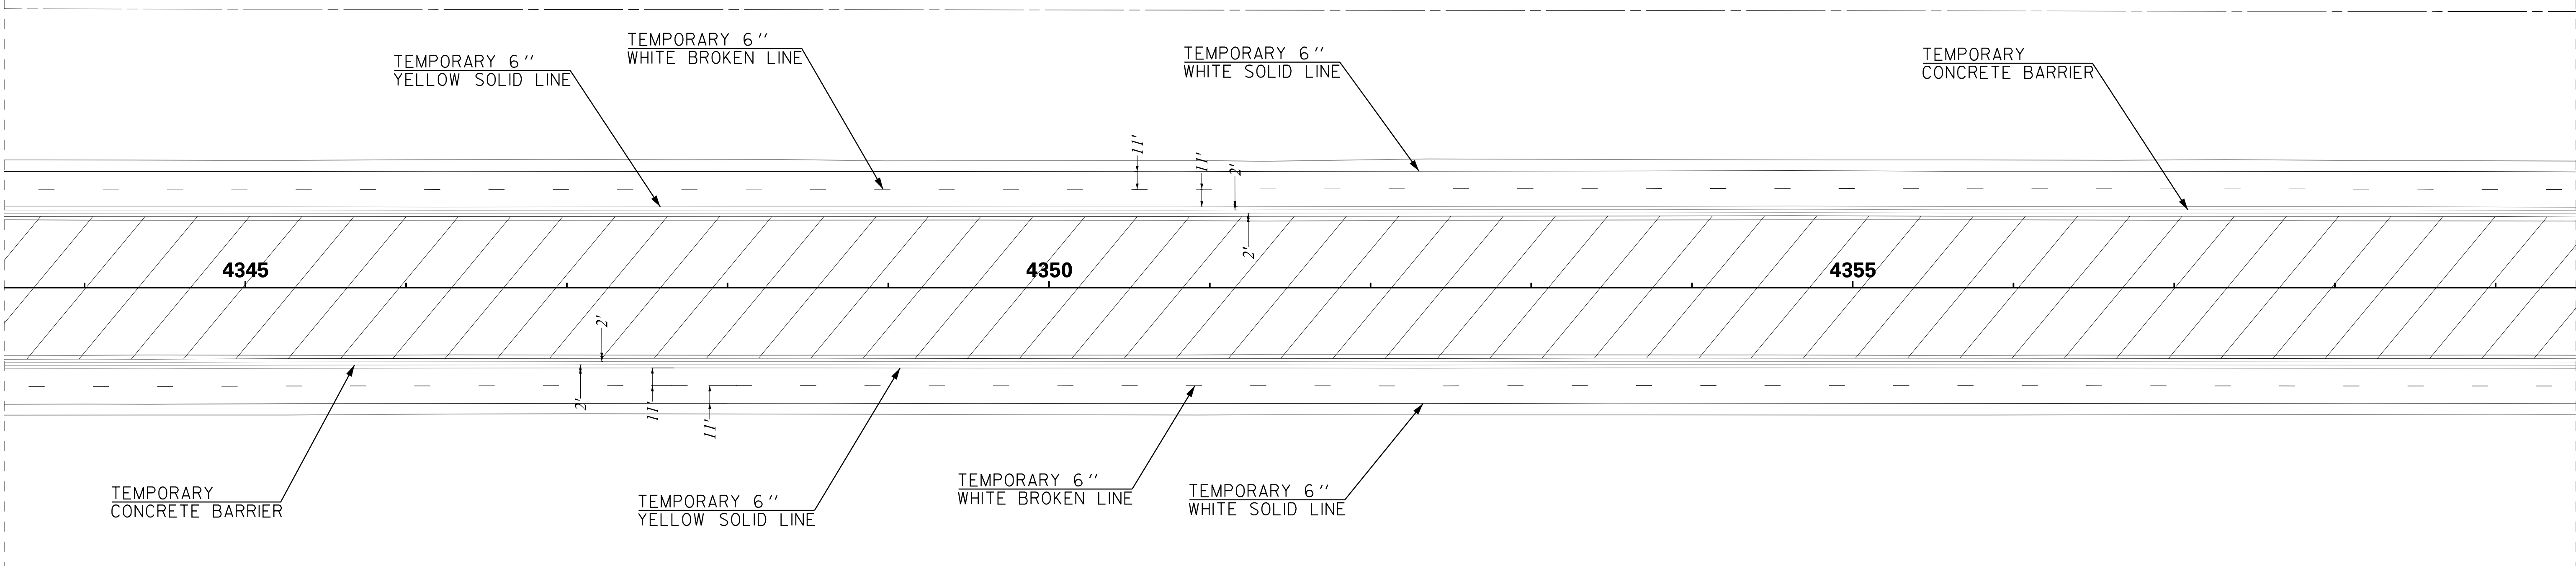 TEMPORARY 6"
YELLOW SOLID LINE
TEMPORARY 6"
WHITE BROKEN LINE
TEMPORARY 6"
WHITE SOLID LINE
TEMPORARY
CONCRETE BARRIER
11'
11'
2'
2'
4345
4350
4355
2'
2'
11'
11'
TEMPORARY
CONCRETE BARRIER
TEMPORARY 6"
YELLOW SOLID LINE
TEMPORARY 6"
WHITE BROKEN LINE
TEMPORARY 6"
WHITE SOLID LINE